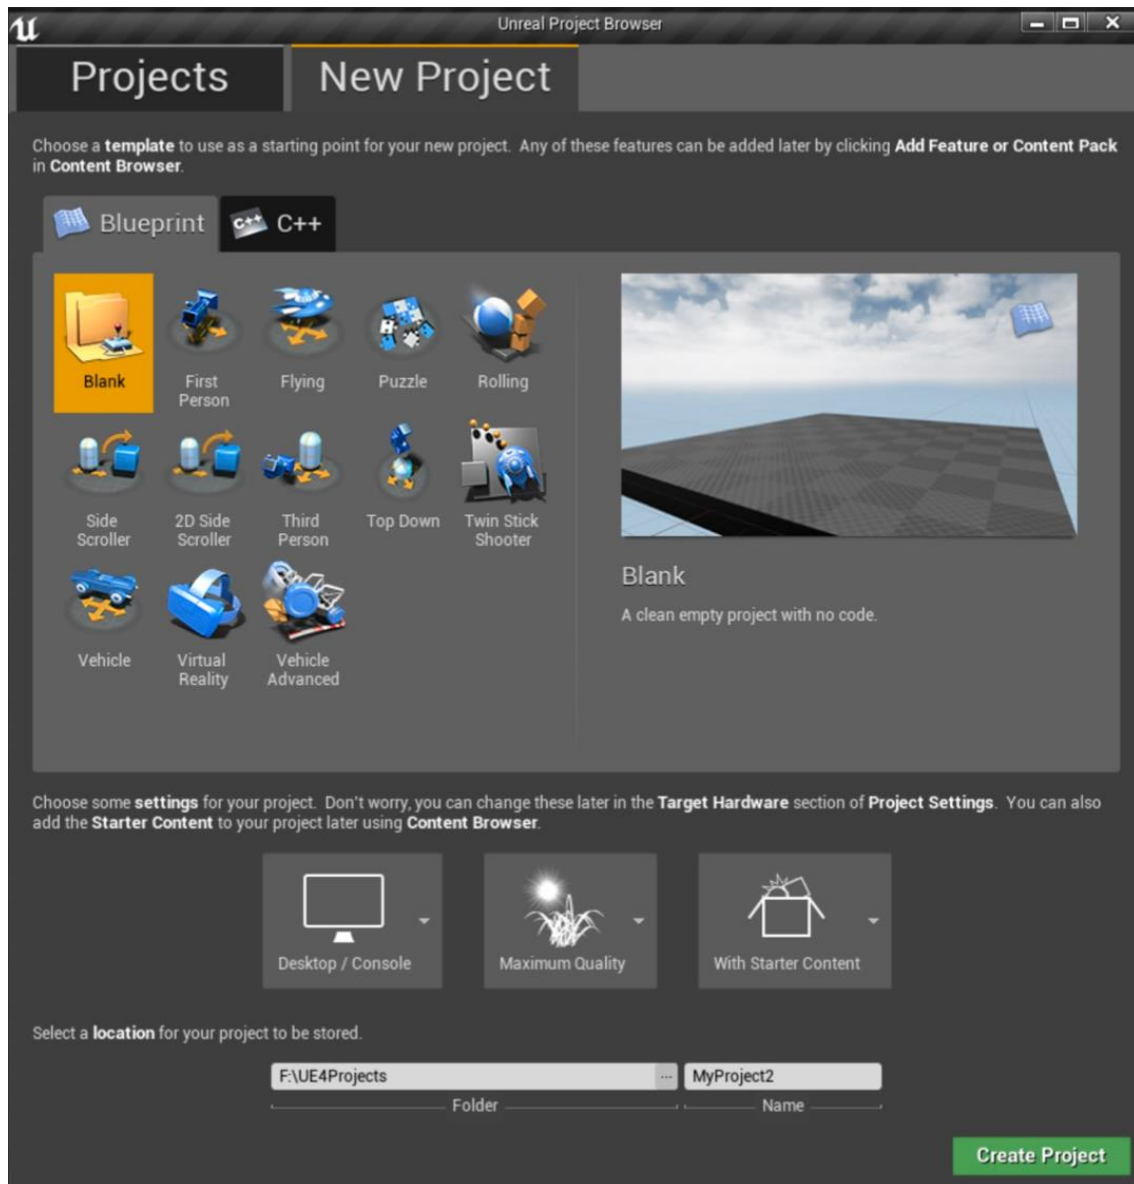 Unreal Project Browser
Projects
New Project
Choose a template to use as a starting point for your new project. Any of these features can be added later by clicking Add Feature or Content Pack
in Content Browser.
Blueprint
C++
C++
Blank
First
Person
Flying
Puzzle
Rolling
Side
Scroller
2D Side
Scroller
Third
Person
Top Down
Twin Stick
Shooter
Vehicle
Virtual
Reality
Vehicle
Advanced
Blank
A clean empty project with no code.
Choose some settings for your project. Don't worry, you can change these later in the Target Hardware section of Project Settings. You can also
add the Starter Content to your project later using Content Browser.
Desktop / Console
Maximum Quality
With Starter Content
Select a location for your project to be stored.
F:\UE4Projects
...
MyProject2
Folder
Name
Create Project